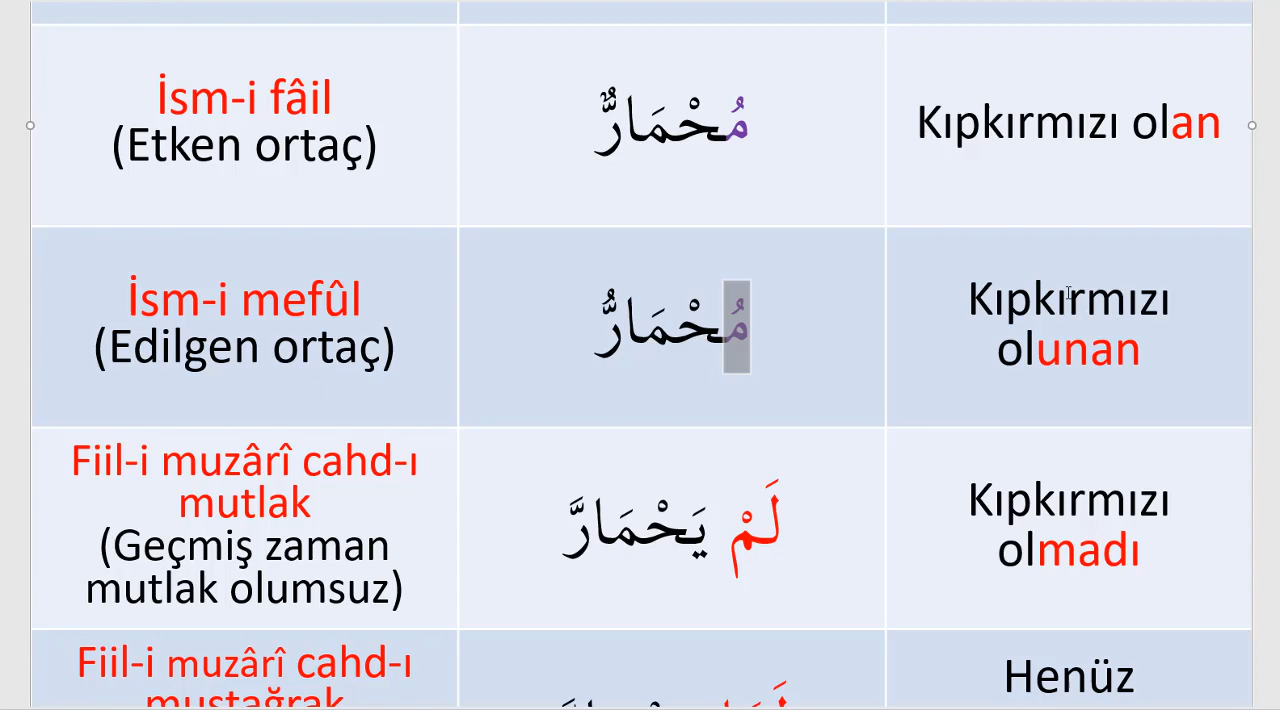 İsm-i fâil
(Etken ortaç)
مُحْمَارٌّ
Kıpkırmızı olan
İsm-i mefûl
(Edilgen ortaç)
مُحْمَارُّ
Kıpkırmızı
olunan
Fiil-i muzârî cahd-ı
mutlak
(Geçmiş zaman
mutlak olumsuz)
لَمْ يَحْمَارَّ
Kıpkırmızı
olmadı
Fiil-i muzârî cahd-ı
mustağrak
Henüz